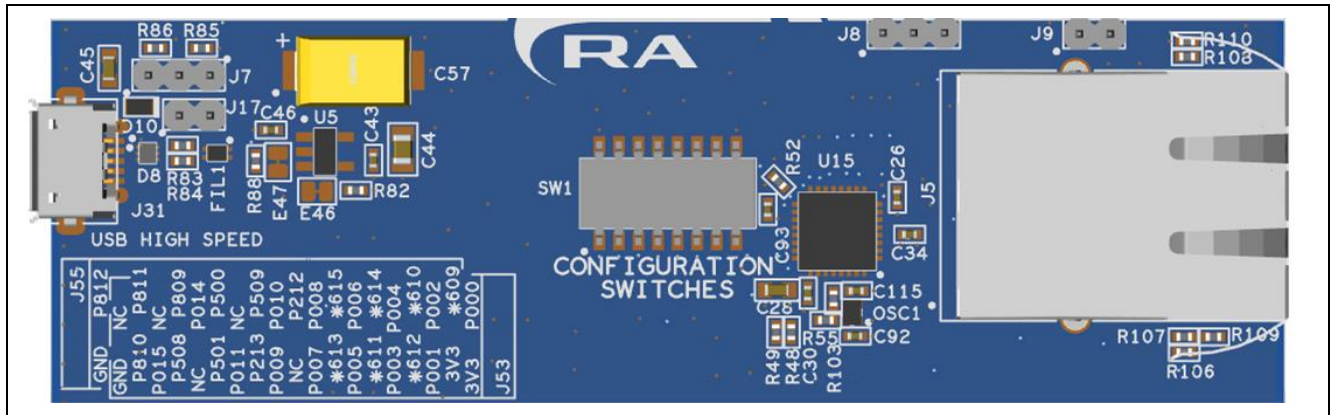 RA
J8
J9
R86 R85
C45
J7
+
C57
R110
R108
J17
D10
C46
U5
C43
C44
D8
R83
R84
FIL1
R88
E47
E46
R82
J31
USB HIGH SPEED
SW1
R52
U15
C26
J5
C93
C34
CONFIGURATION
SWITCHES
C28
C115
OSC1
R55
C92
R49
R48
C30
R103
R107
R109
R106
J55
P812
NC
P811
NC
P809
P014
P500
NC
P509
P010
P212
P008
*615
P006
*614
P004
*610
P002
*609
P000
GND
GND
P810
P015
P508
NC
P501
P011
P213
P009
NC
P007
*613
P005
*611
P003
*612
P001
3V3
3V3
J53